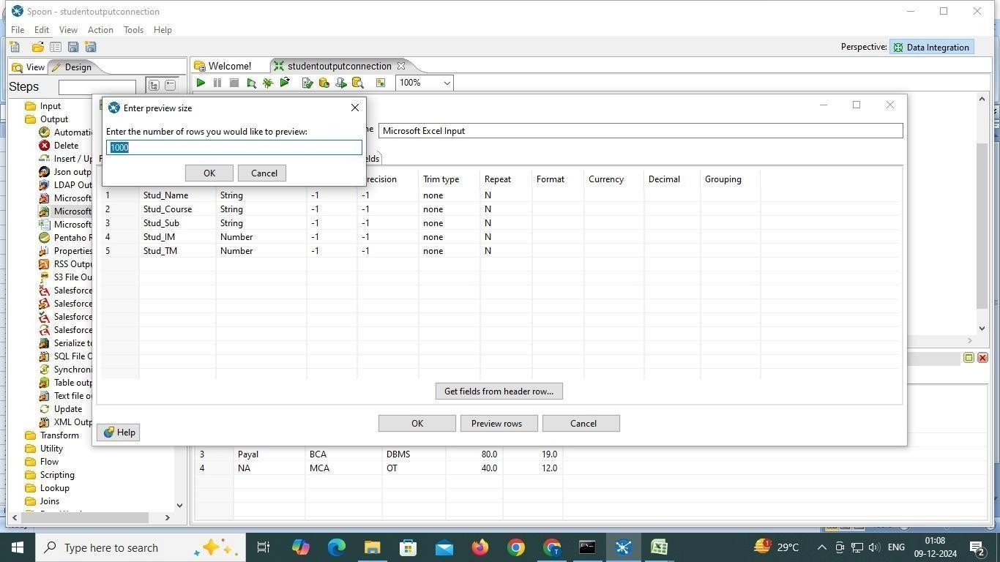 Spoon - studentoutputconnection
File Edit View Action Tools Help
Perspective: Data Integration
View Design
Welcome! studentoutputconnection
Steps
100%
Input
Output
Automati
Delete
Insert / Up
Json outp
LDAP Out
Microsoft
Microsoft
Microsoft
Pentaho R
Properties
RSS Outpu
S3 File Ou
Salesforce
Salesforce
Salesforce
Salesforce
Serialize to
SQL File O
Synchroni
Table outp
Text file o
Update
XML Outp
Transform
Utility
Flow
Scripting
Lookup
Joins
Enter preview size
Enter the number of rows you would like to preview:
1000
OK Cancel
Microsoft Excel Input
elds
recision Trim type Repeat Format Currency Decimal Grouping
1 Stud_Name String -1 -1 none N
2 Stud_Course String -1 -1 none N
3 Stud_Sub String -1 -1 none N
4 Stud_IM Number -1 -1 none N
5 Stud_TM Number -1 -1 none N
Get fields from header row...
OK Preview rows Cancel
Help
3 Payal BCA DBMS 80.0 19.0
4 NA MCA OT 40.0 12.0
Type here to search
29°C
ENG
01:08
09-12-2024
2